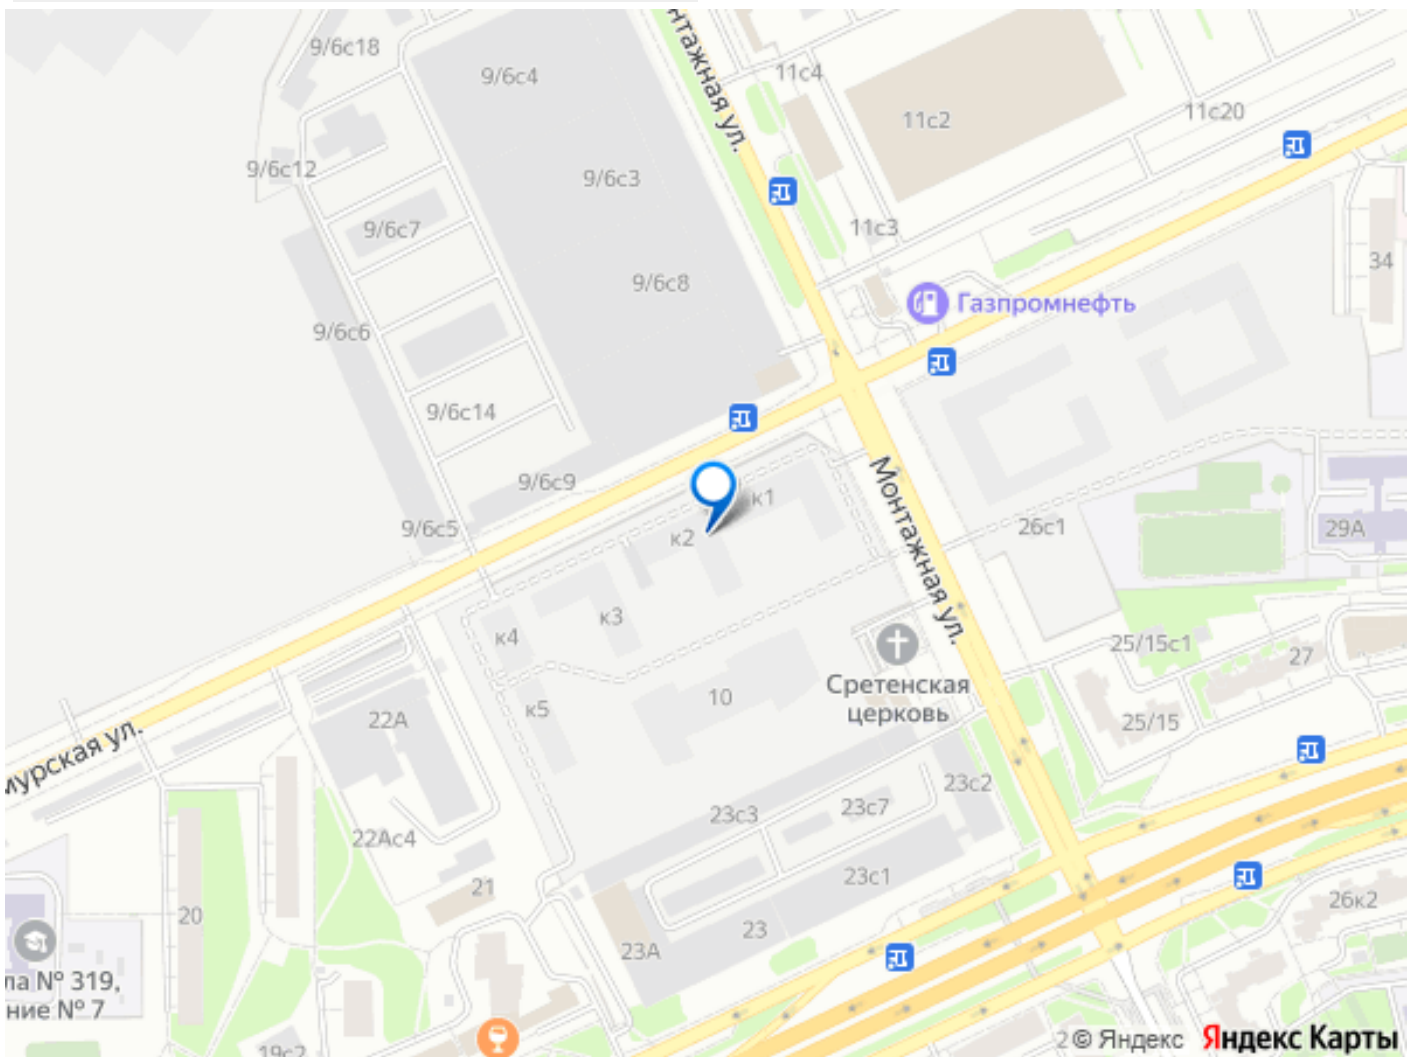 9/6с18
9/6с4
нтажная ул.
11с4
11с2
11с20
9/6с12
9/6с3
9/6с7
11с3
34
9/6с8
Газпромнефть
9/6с6
9/6с14
9/6с9
к1
9/6с5
к2
Монтажная ул.
26с1
29А
к3
к4
25/15с1
27
Сретенская
церковь
10
к5
22А
25/15
мурская ул.
23с2
23с3
23с7
22Ас4
23с1
21
20
26к2
23
23А
ла № 319,
ние № 7
19с2
2
© Яндекс
Яндекс Карты